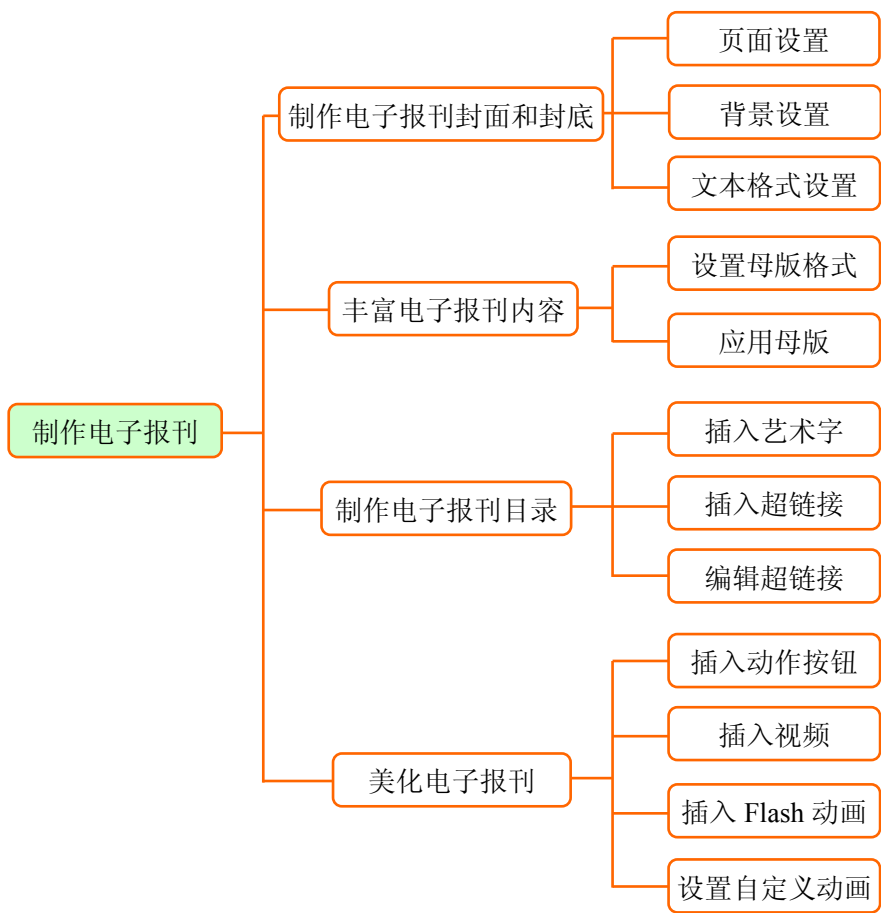 制作电子报刊
制作电子报刊封面和封底
页面设置
背景设置
文本格式设置
丰富电子报刊内容
设置母版格式
应用母版
制作电子报刊目录
插入艺术字
插入超链接
编辑超链接
美化电子报刊
插入动作按钮
插入视频
插入 Flash 动画
设置自定义动画